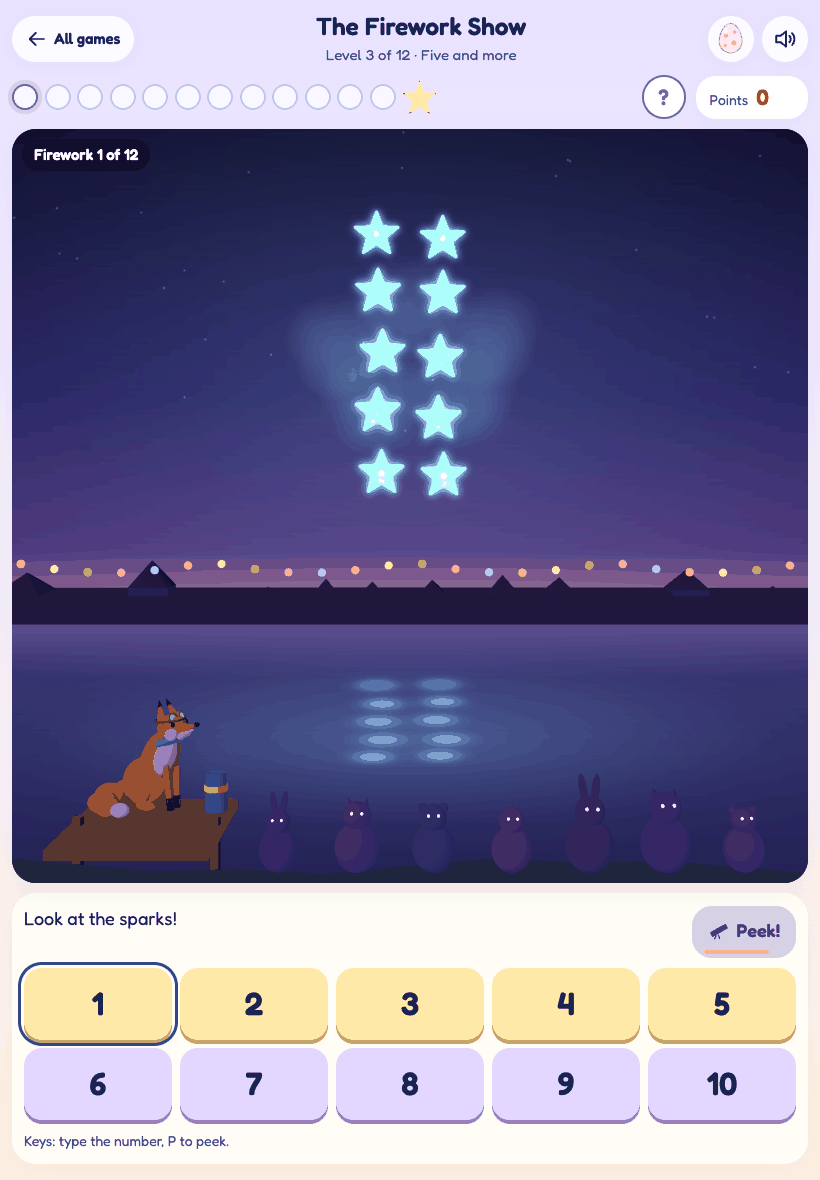 All games
The Firework Show
Level 3 of 12 · Five and more
?
Points 0
Firework 1 of 12
Look at the sparks!
Peek!
1 2 3 4 5
6 7 8 9 10
Keys: type the number, P to peek.